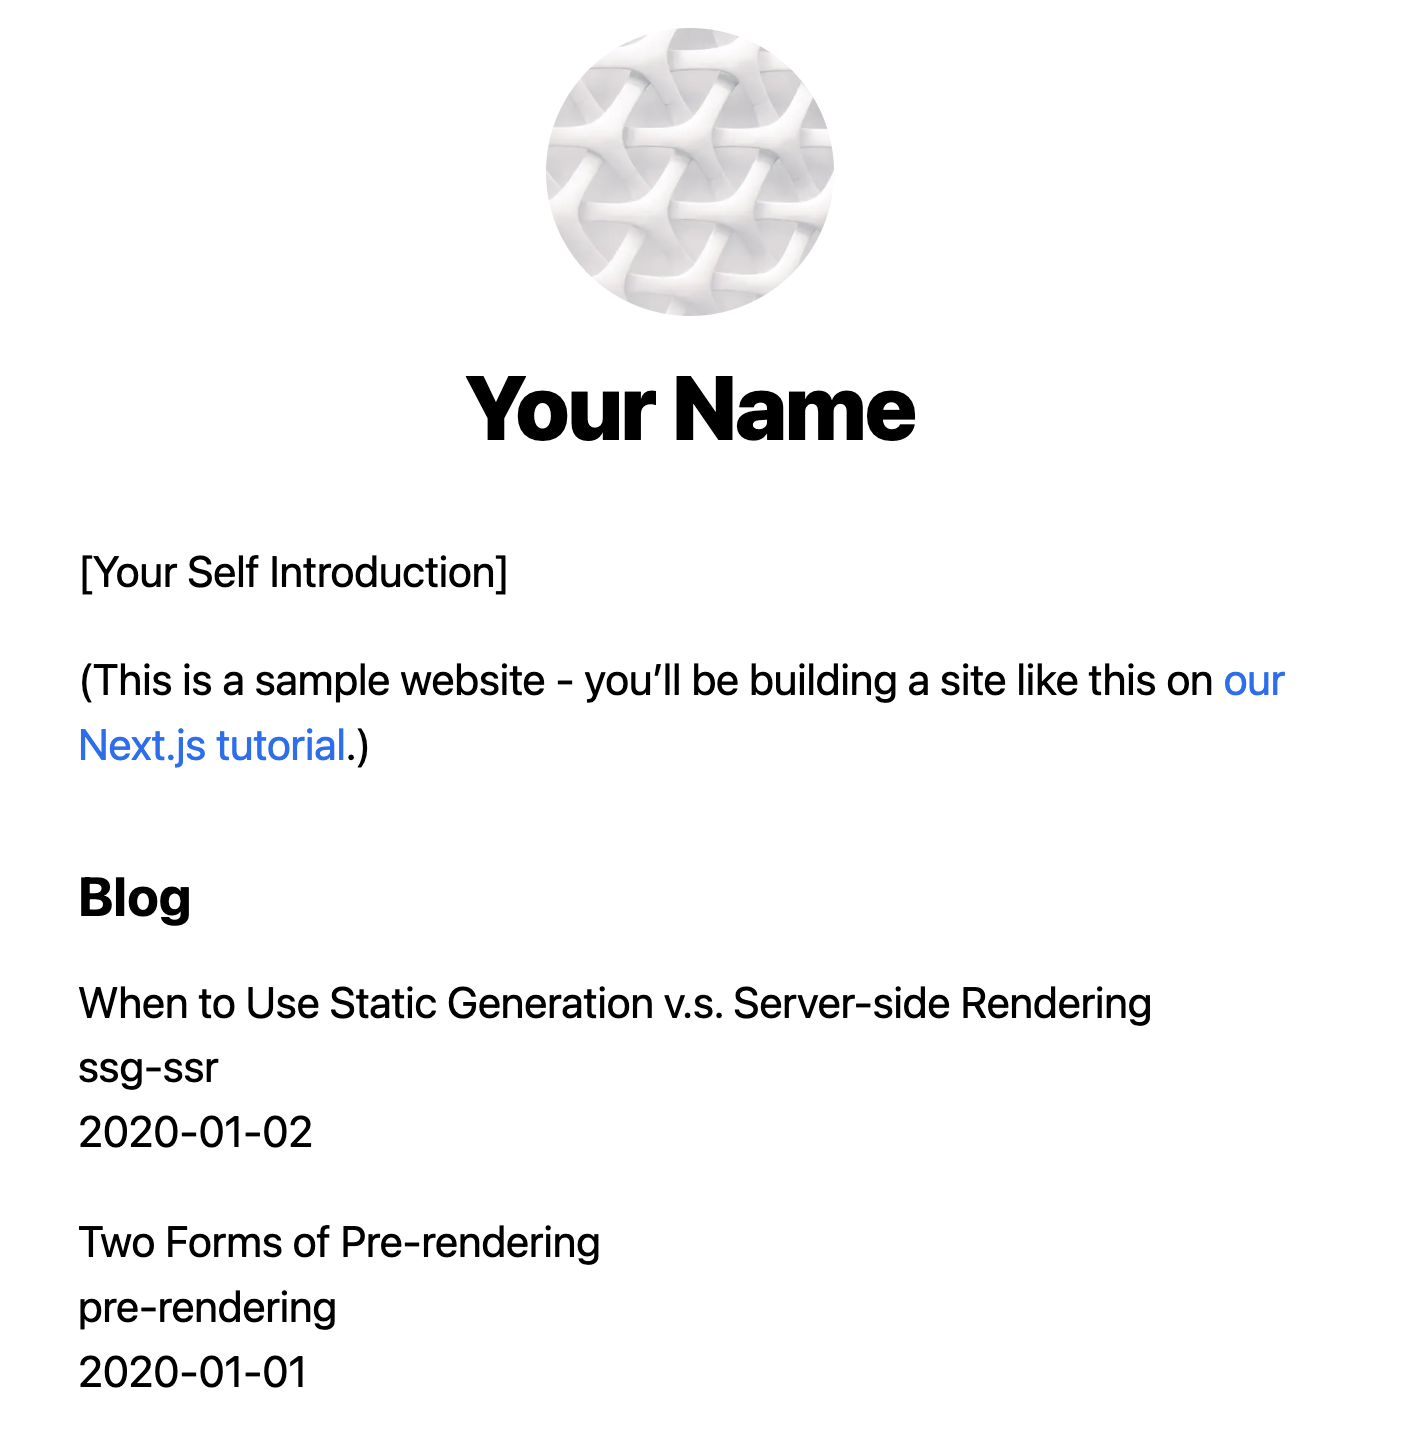 Your Name
[Your Self Introduction]
(This is a sample website - you’ll be building a site like this on our
Next.js tutorial.)
Blog
When to Use Static Generation v.s. Server-side Rendering
ssg-ssr
2020-01-02
Two Forms of Pre-rendering
pre-rendering
2020-01-01